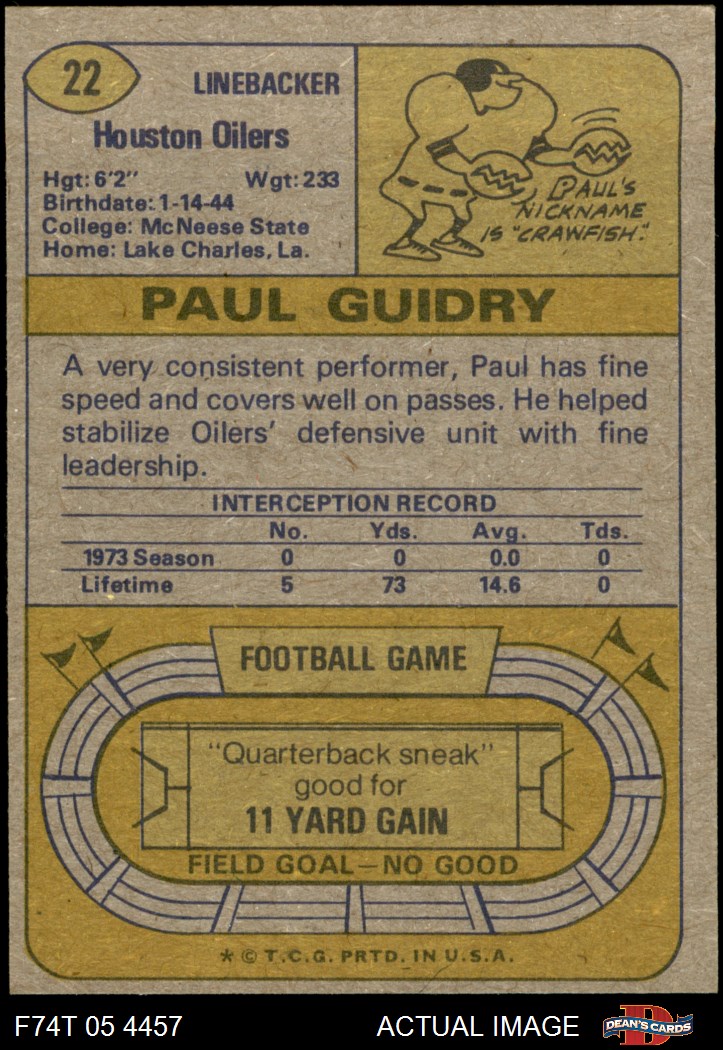 22
LINEBACKER
Houston Oilers
Hgt: 6'2" Wgt: 233
Birthdate: 1-14-44
College: McNeese State
Home: Lake Charles, La.
PAUL'S
NICKNAME
IS "CRAWFISH."
PAUL GUIDRY
A very consistent performer, Paul has fine
speed and covers well on passes. He helped
stabilize Oilers' defensive unit with fine
leadership.
INTERCEPTION RECORD
No. Yds. Avg. Tds.
1973 Season 0 0 0.0 0
Lifetime 5 73 14.6 0
FOOTBALL GAME
"Quarterback sneak"
good for
11 YARD GAIN
FIELD GOAL—NO GOOD
* © T.C.G. PRTD. IN U.S.A.
F74T 05 4457 ACTUAL IMAGE D DEAN'S CARDS